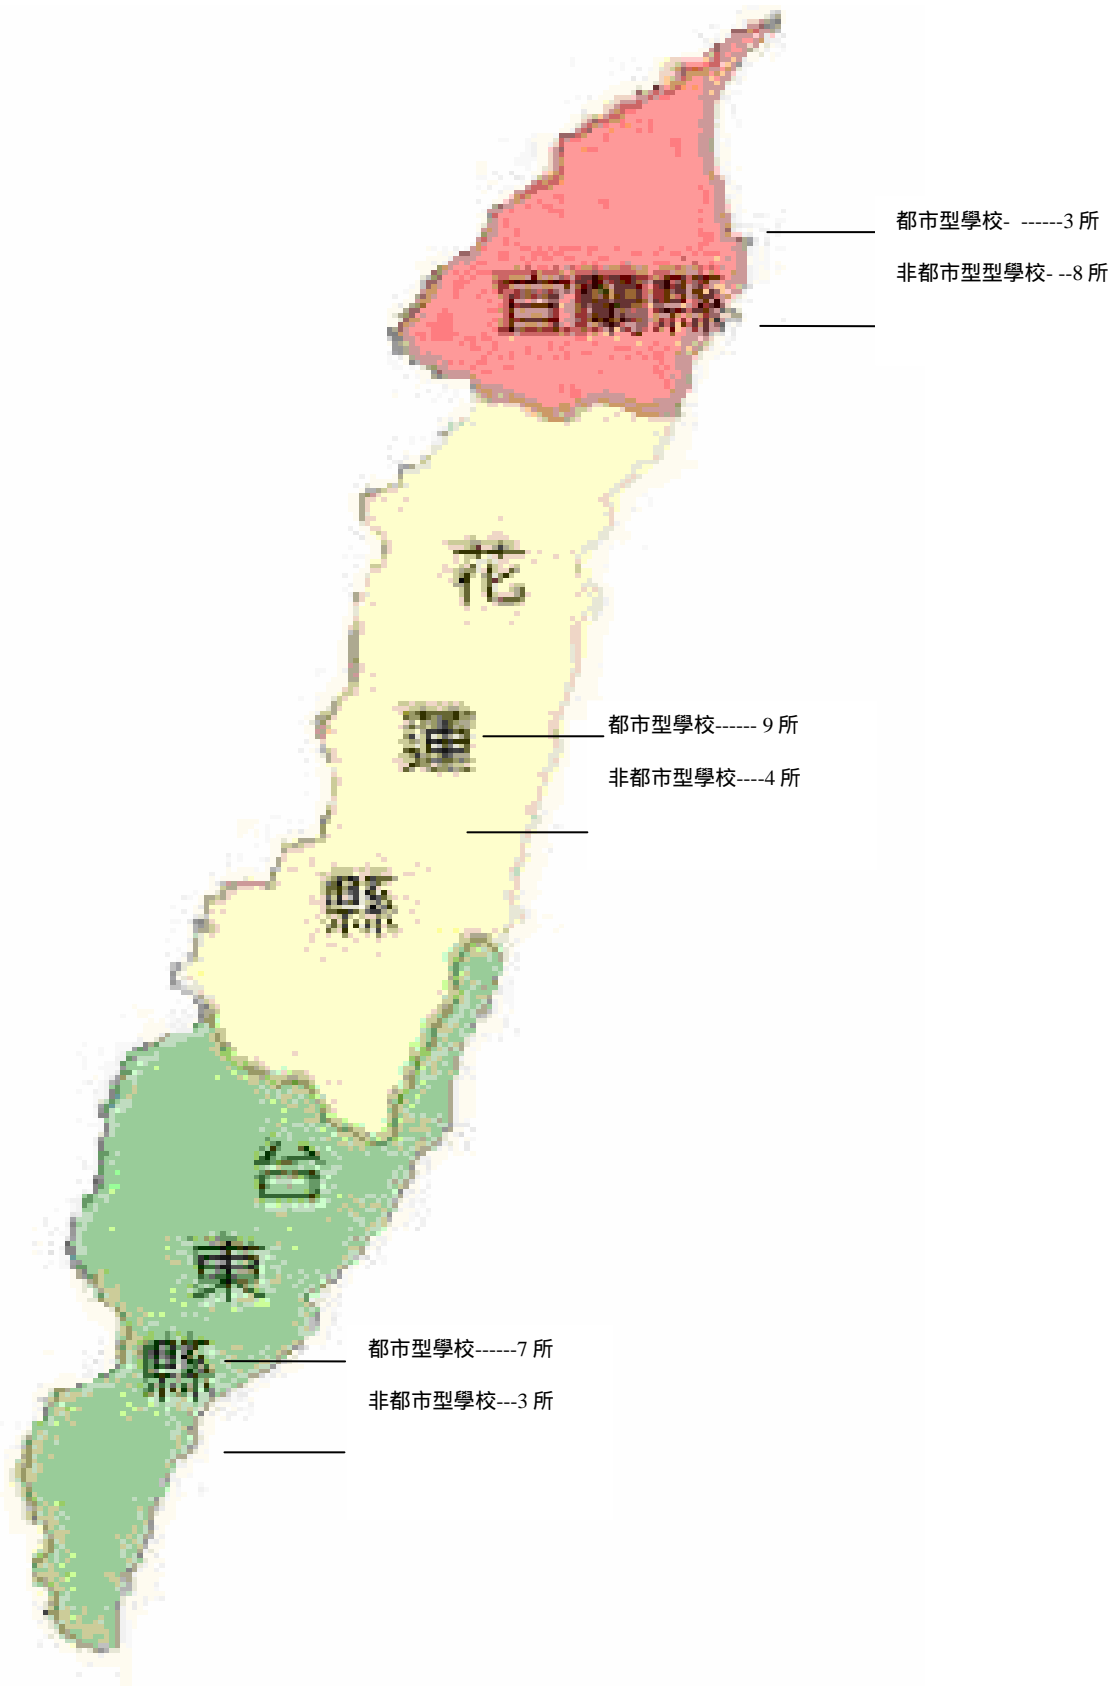 都市型學校- ------3 所
非都市型型學校- --8 所
宜蘭縣
花
蓮
都市型學校------ 9 所
非都市型學校----4 所
縣
台
東
縣
都市型學校------7 所
非都市型學校---3 所